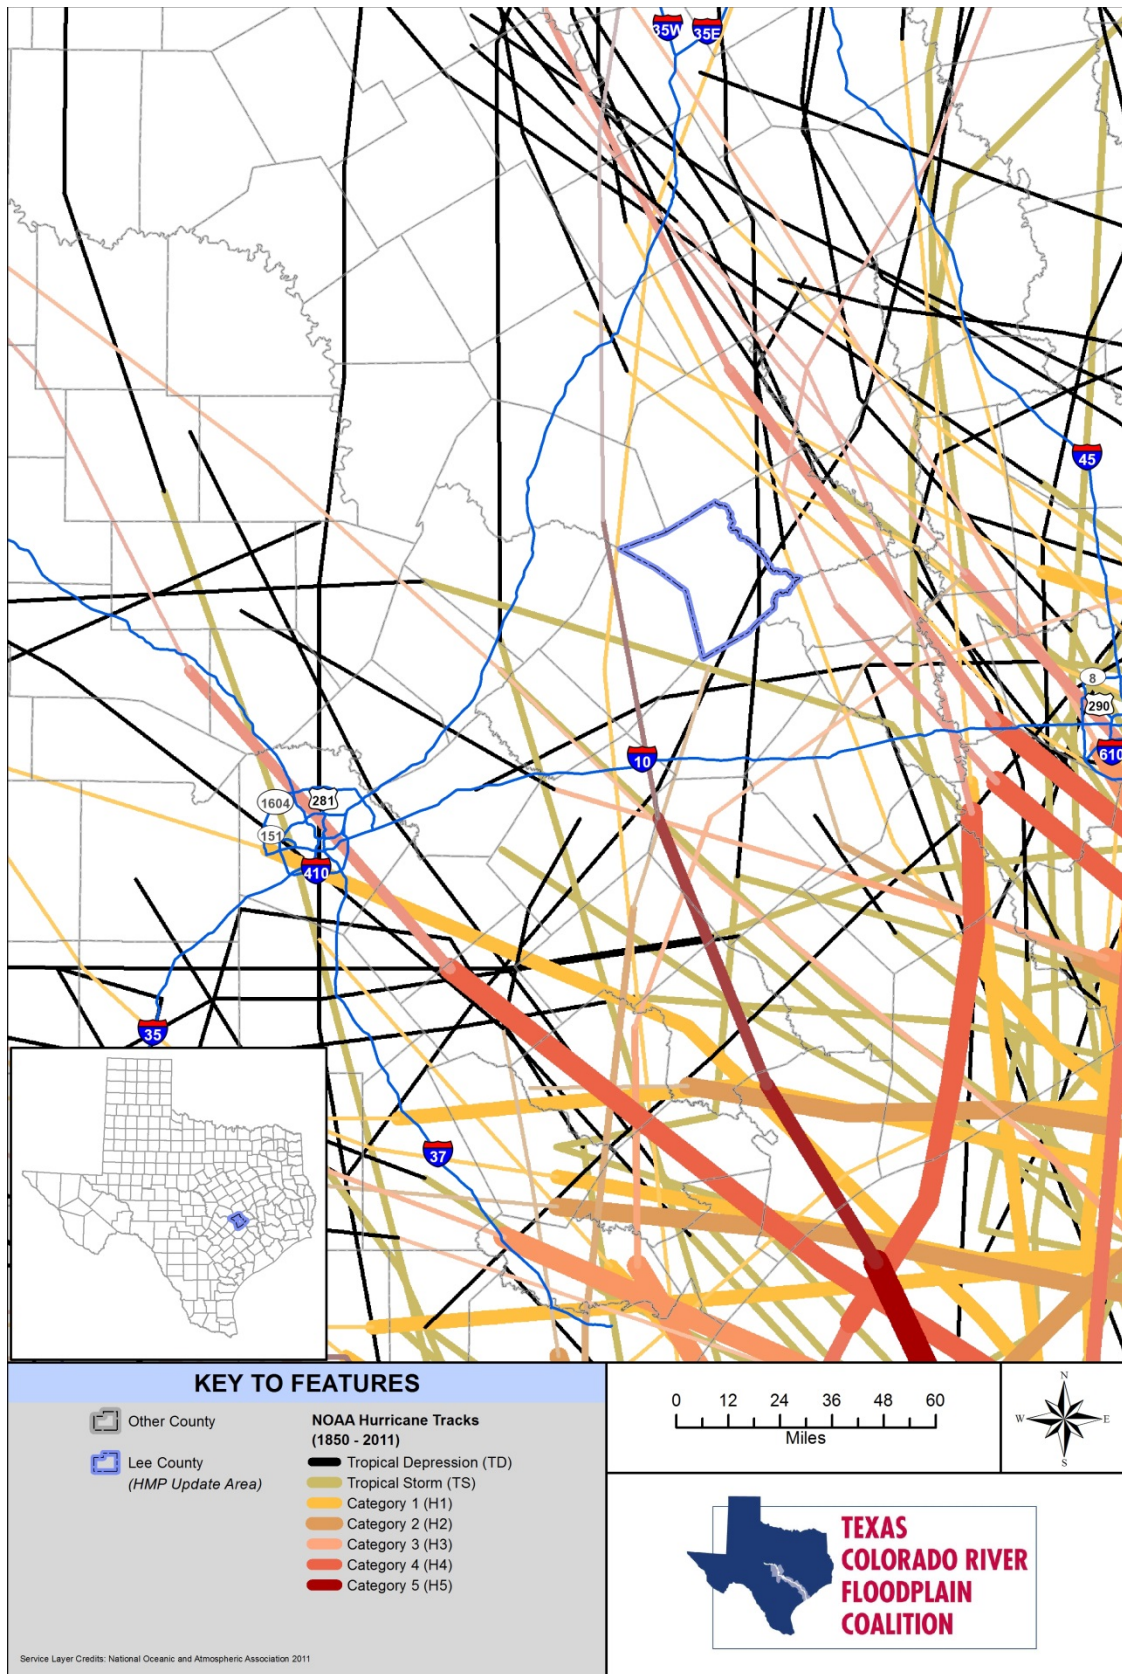 35W
35E
45
8
290
610
10
1604
281
151
410
35
37
KEY TO FEATURES
Other County
Lee County
(HMP Update Area)
NOAA Hurricane Tracks
(1850 - 2011)
Tropical Depression (TD)
Tropical Storm (TS)
Category 1 (H1)
Category 2 (H2)
Category 3 (H3)
Category 4 (H4)
Category 5 (H5)
Service Layer Credits: National Oceanic and Atmospheric Association 2011
0 12 24 36 48 60
Miles
N
W E
S
TEXAS
COLORADO RIVER
FLOODPLAIN
COALITION